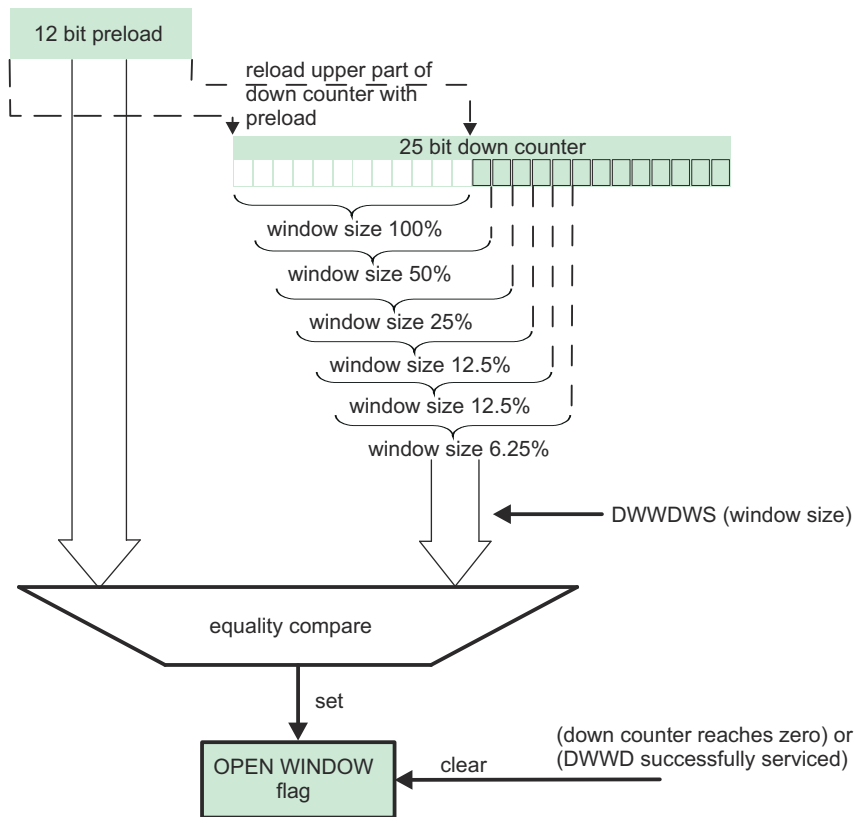 12 bit preload
reload upper part of
down counter with
preload
25 bit down counter
window size 100%
window size 50%
window size 25%
window size 12.5%
window size 12.5%
window size 6.25%
DWWDWS (window size)
equality compare
set
OPEN WINDOW
flag
clear
(down counter reaches zero) or
(DWWD successfully serviced)